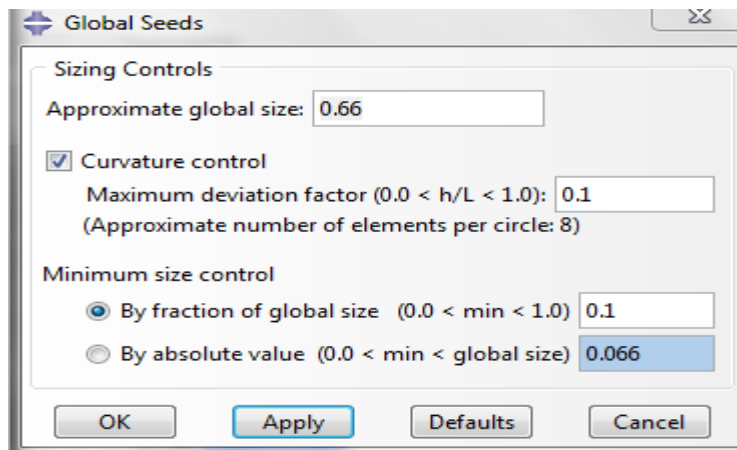 Global Seeds
Sizing Controls
Approximate global size: 0.66
Curvature control
Maximum deviation factor (0.0 < h/L < 1.0): 0.1
(Approximate number of elements per circle: 8)
Minimum size control
By fraction of global size (0.0 < min < 1.0) 0.1
By absolute value (0.0 < min < global size) 0.066
OK Apply Defaults Cancel